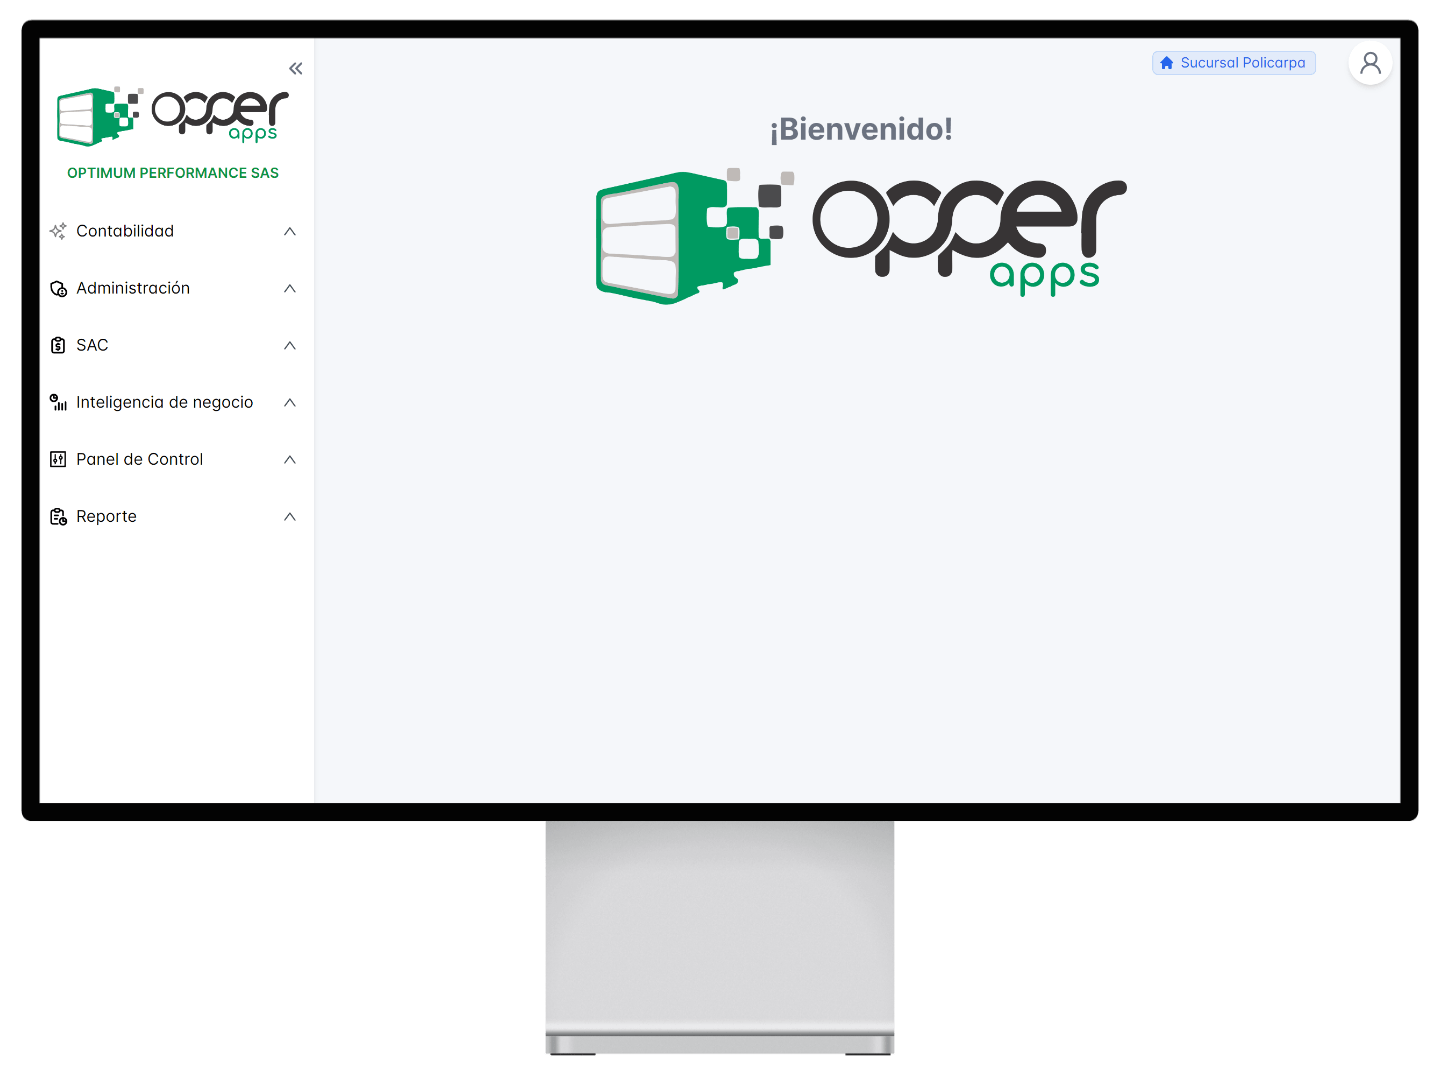 opper
apps
OPTIMUM PERFORMANCE SAS
Contabilidad
Administración
SAC
Inteligencia de negocio
Panel de Control
Reporte
Sucursal Policarpa
¡Bienvenido!
opper
apps